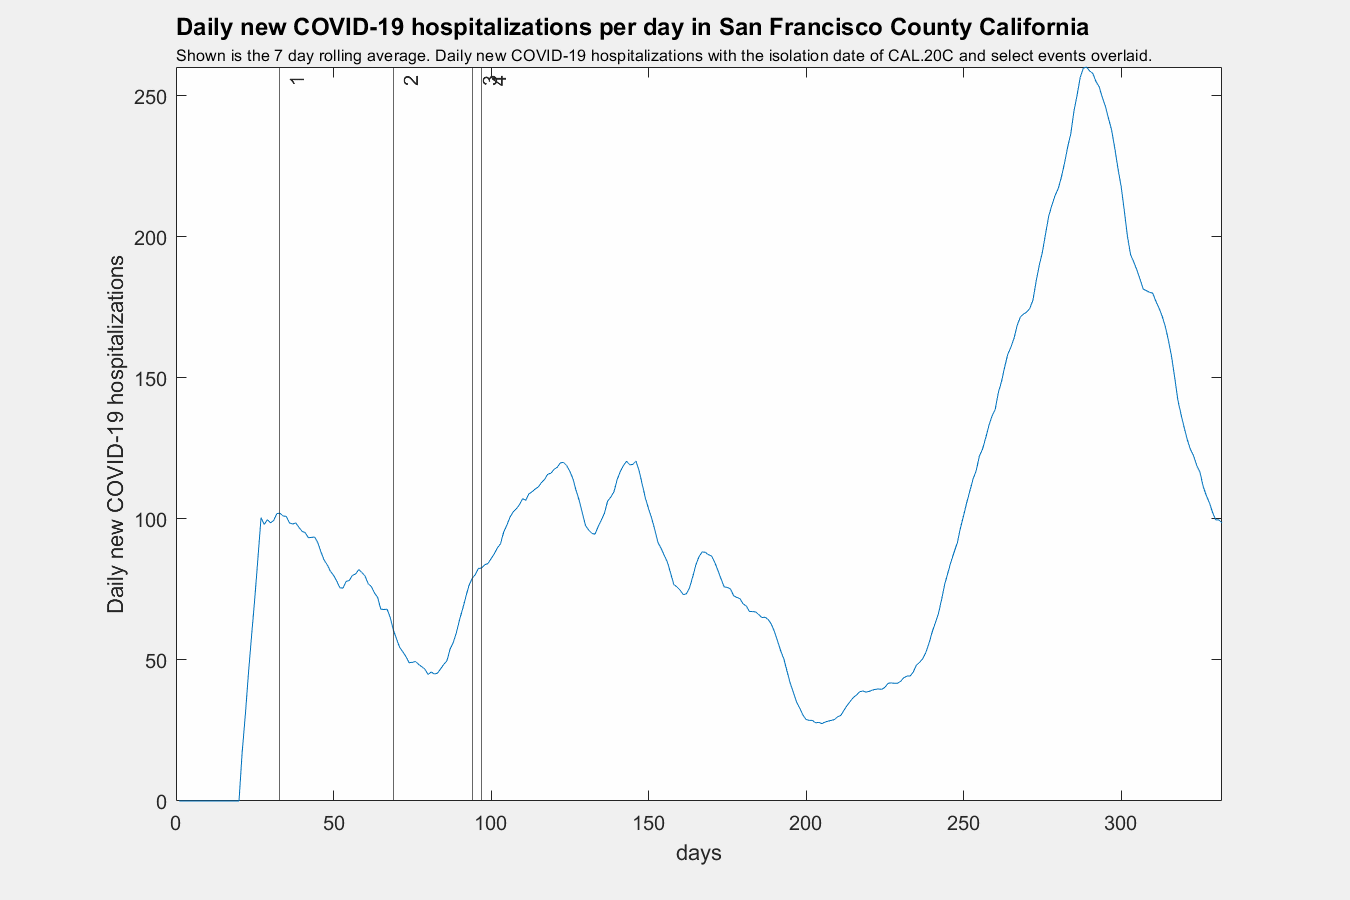 Daily new COVID-19 hospitalizations per day in San Francisco County California
Shown is the 7 day rolling average. Daily new COVID-19 hospitalizations with the isolation date of CAL.20C and select events overlaid.
1
2
3
4
250
200
150
100
50
0
Daily new COVID-19 hospitalizations
0 50 100 150 200 250 300
days